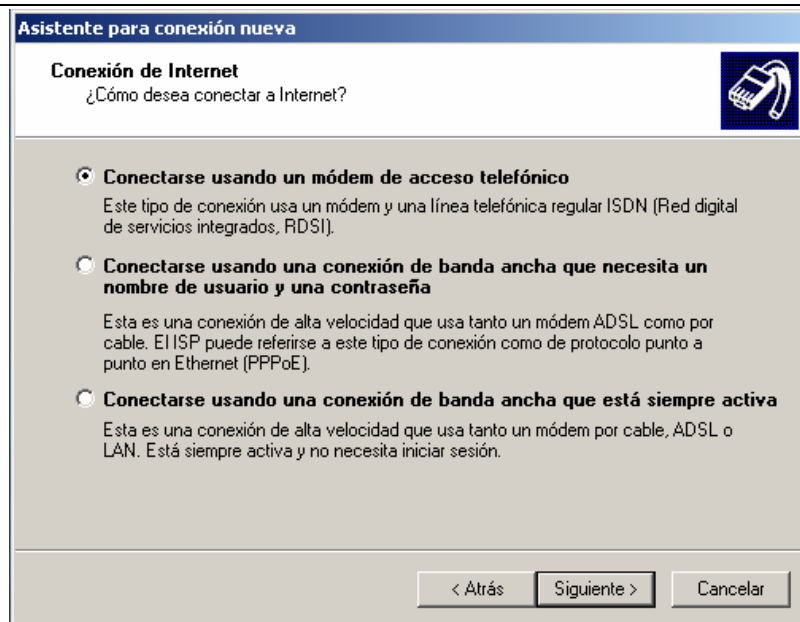 Asistente para conexión nueva
Conexión de Internet
¿Cómo desea conectar a Internet?
Conectarse usando un módem de acceso telefónico
Este tipo de conexión usa un módem y una línea telefónica regular ISDN (Red digital
de servicios integrados, RDSI).
Conectarse usando una conexión de banda ancha que necesita un
nombre de usuario y una contraseña
Esta es una conexión de alta velocidad que usa tanto un módem ADSL como por
cable. El ISP puede referirse a este tipo de conexión como de protocolo punto a
punto en Ethernet (PPPoE).
Conectarse usando una conexión de banda ancha que está siempre activa
Esta es una conexión de alta velocidad que usa tanto un módem por cable, ADSL o
LAN. Está siempre activa y no necesita iniciar sesión.
< Atrás Siguiente > Cancelar